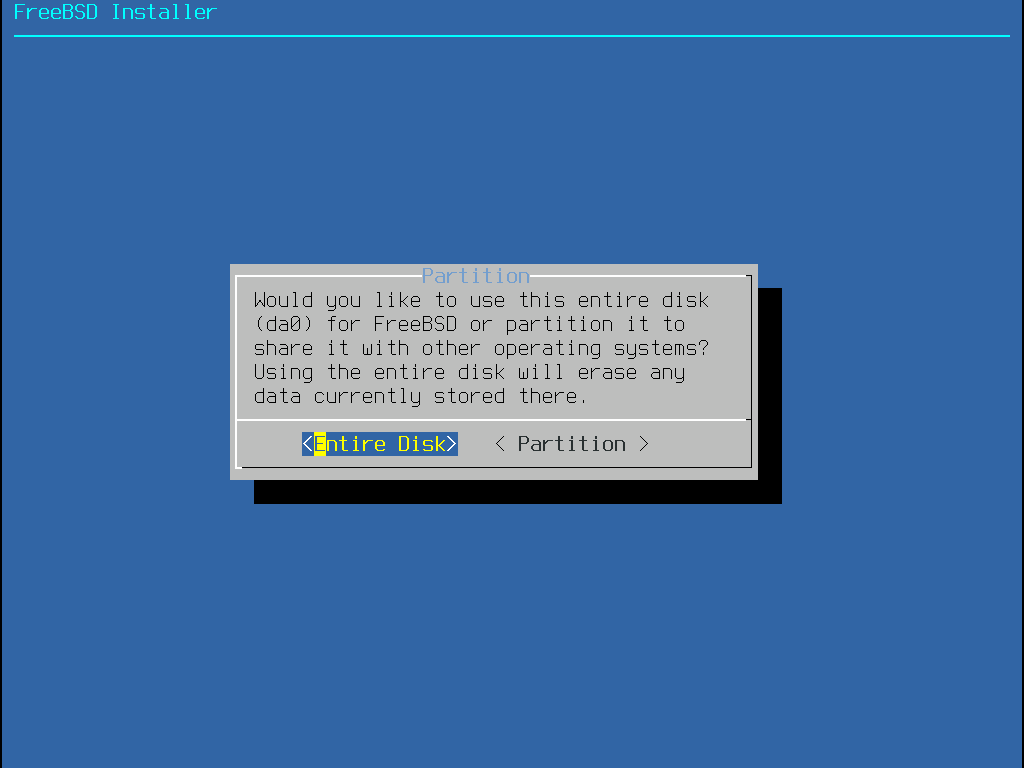 FreeBSD Installer
Partition
Would you like to use this entire disk
(da0) for FreeBSD or partition it to
share it with other operating systems?
Using the entire disk will erase any
data currently stored there.
<Entire Disk> < Partition >